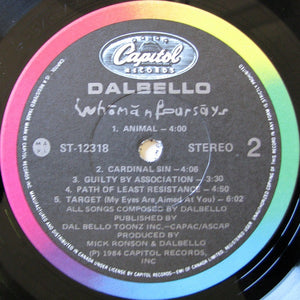 Capitol
RECORDS
DALBELLO
whōmănfoursāys
1. ANIMAL – 4:00
ST-12318
STEREO
2
2. CARDINAL SIN – 4:06
3. GUILTY BY ASSOCIATION – 3:30
4. PATH OF LEAST RESISTANCE – 5:50
5. TARGET (My Eyes Are Aimed at You) – 6:02
ALL SONGS COMPOSED BY DALBELLO
PUBLISHED BY
DAL BELLO TOONZ INC.–CAPAC/ASCAP
PRODUCED BY
MICK RONSON & DALBELLO
℗ 1984 CAPITOL RECORDS,
INC